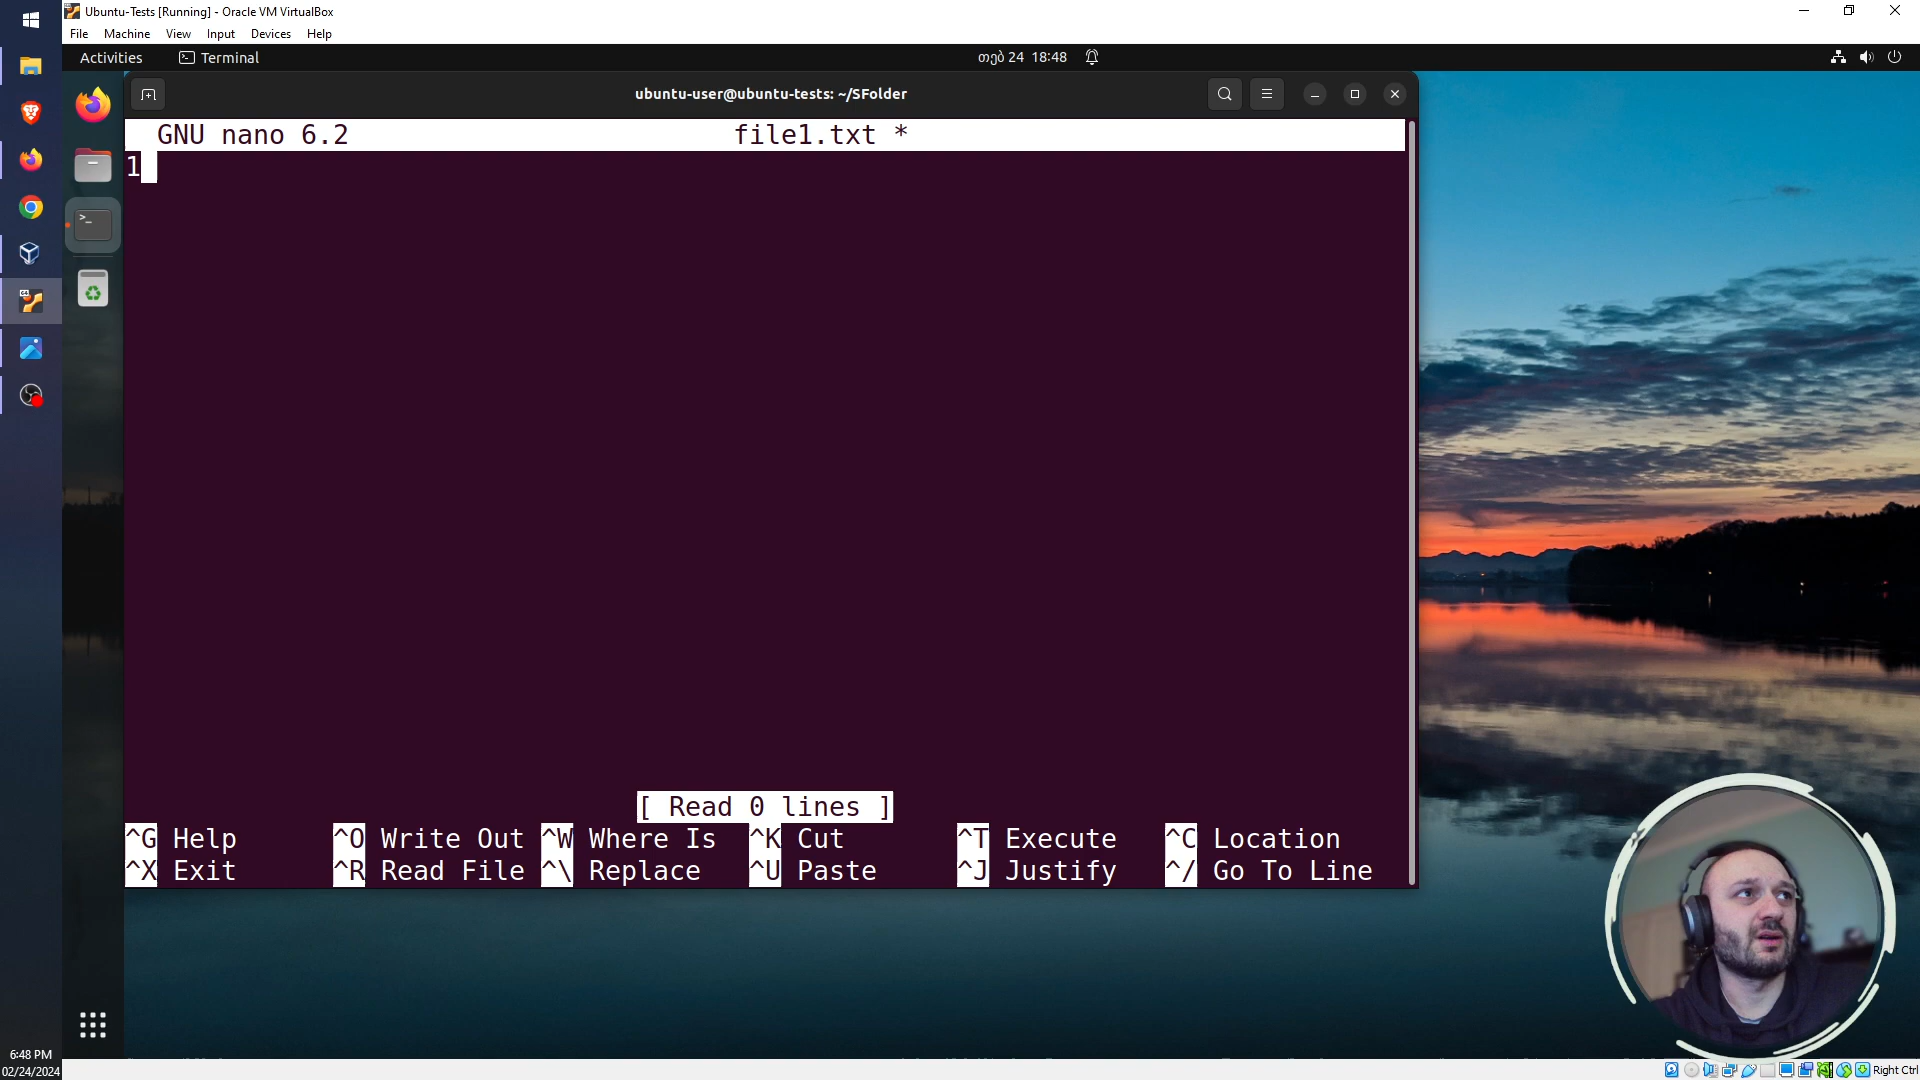 Ubuntu-Tests [Running] - Oracle VM VirtualBox
File Machine View Input Devices Help
Activities Terminal თებ 24 18:48
ubuntu-user@ubuntu-tests: ~/SFolder
GNU nano 6.2 file1.txt *
1
[ Read 0 lines ]
^G Help ^O Write Out ^W Where Is ^K Cut ^T Execute ^C Location
^X Exit ^R Read File ^\ Replace ^U Paste ^J Justify ^/ Go To Line
6:48 PM
02/24/2024
Right Ctrl